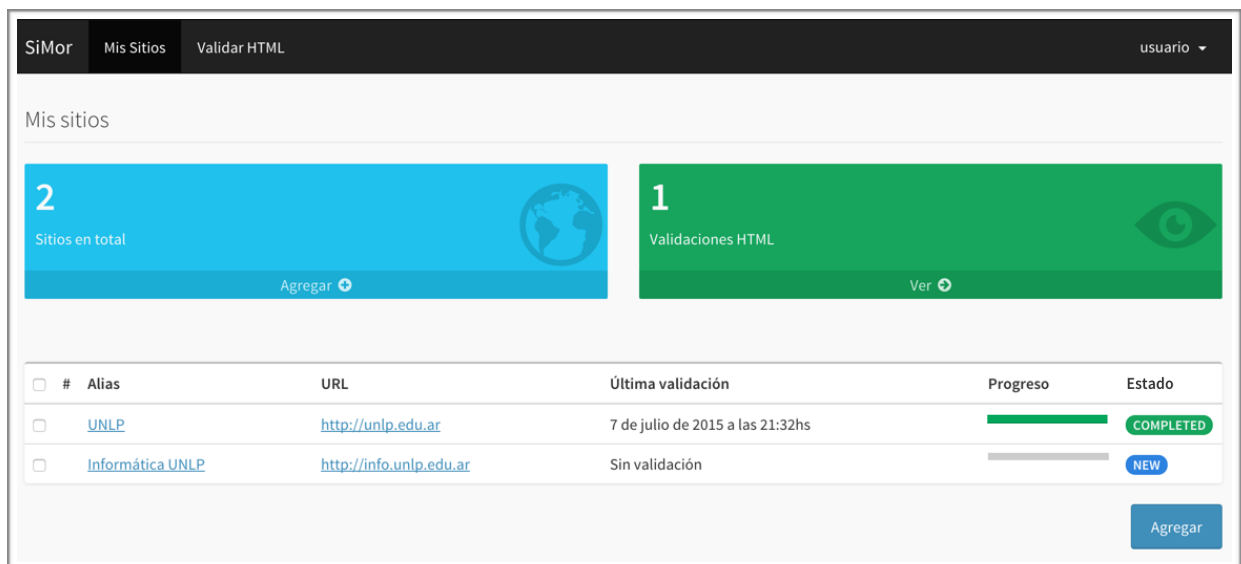 SiMor Mis Sitios Validar HTML usuario
Mis sitios
2
Sitios en total
Agregar
1
Validaciones HTML
Ver
# Alias URL Última validación Progreso Estado
UNLP http://unlp.edu.ar 7 de julio de 2015 a las 21:32hs COMPLETED
Informática UNLP http://info.unlp.edu.ar Sin validación NEW
Agregar